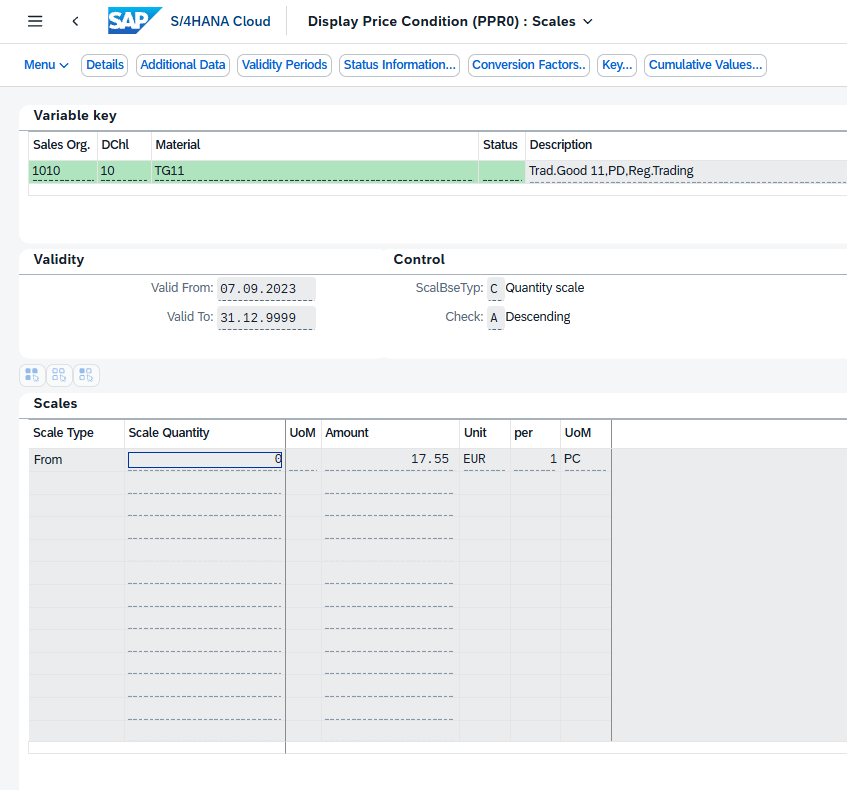 SAP S/4HANA Cloud Display Price Condition (PPR0) : Scales
Menu Details Additional Data Validity Periods Status Information... Conversion Factors.. Key... Cumulative Values...
Variable key
Sales Org. DChl Material Status Description
1010 10 TG11 Trad.Good 11,PD,Reg.Trading
Validity Control
Valid From: 07.09.2023 ScalBseTyp: C Quantity scale
Valid To: 31.12.9999 Check: A Descending
Scales
Scale Type Scale Quantity UoM Amount Unit per UoM
From 0 17.55 EUR 1 PC